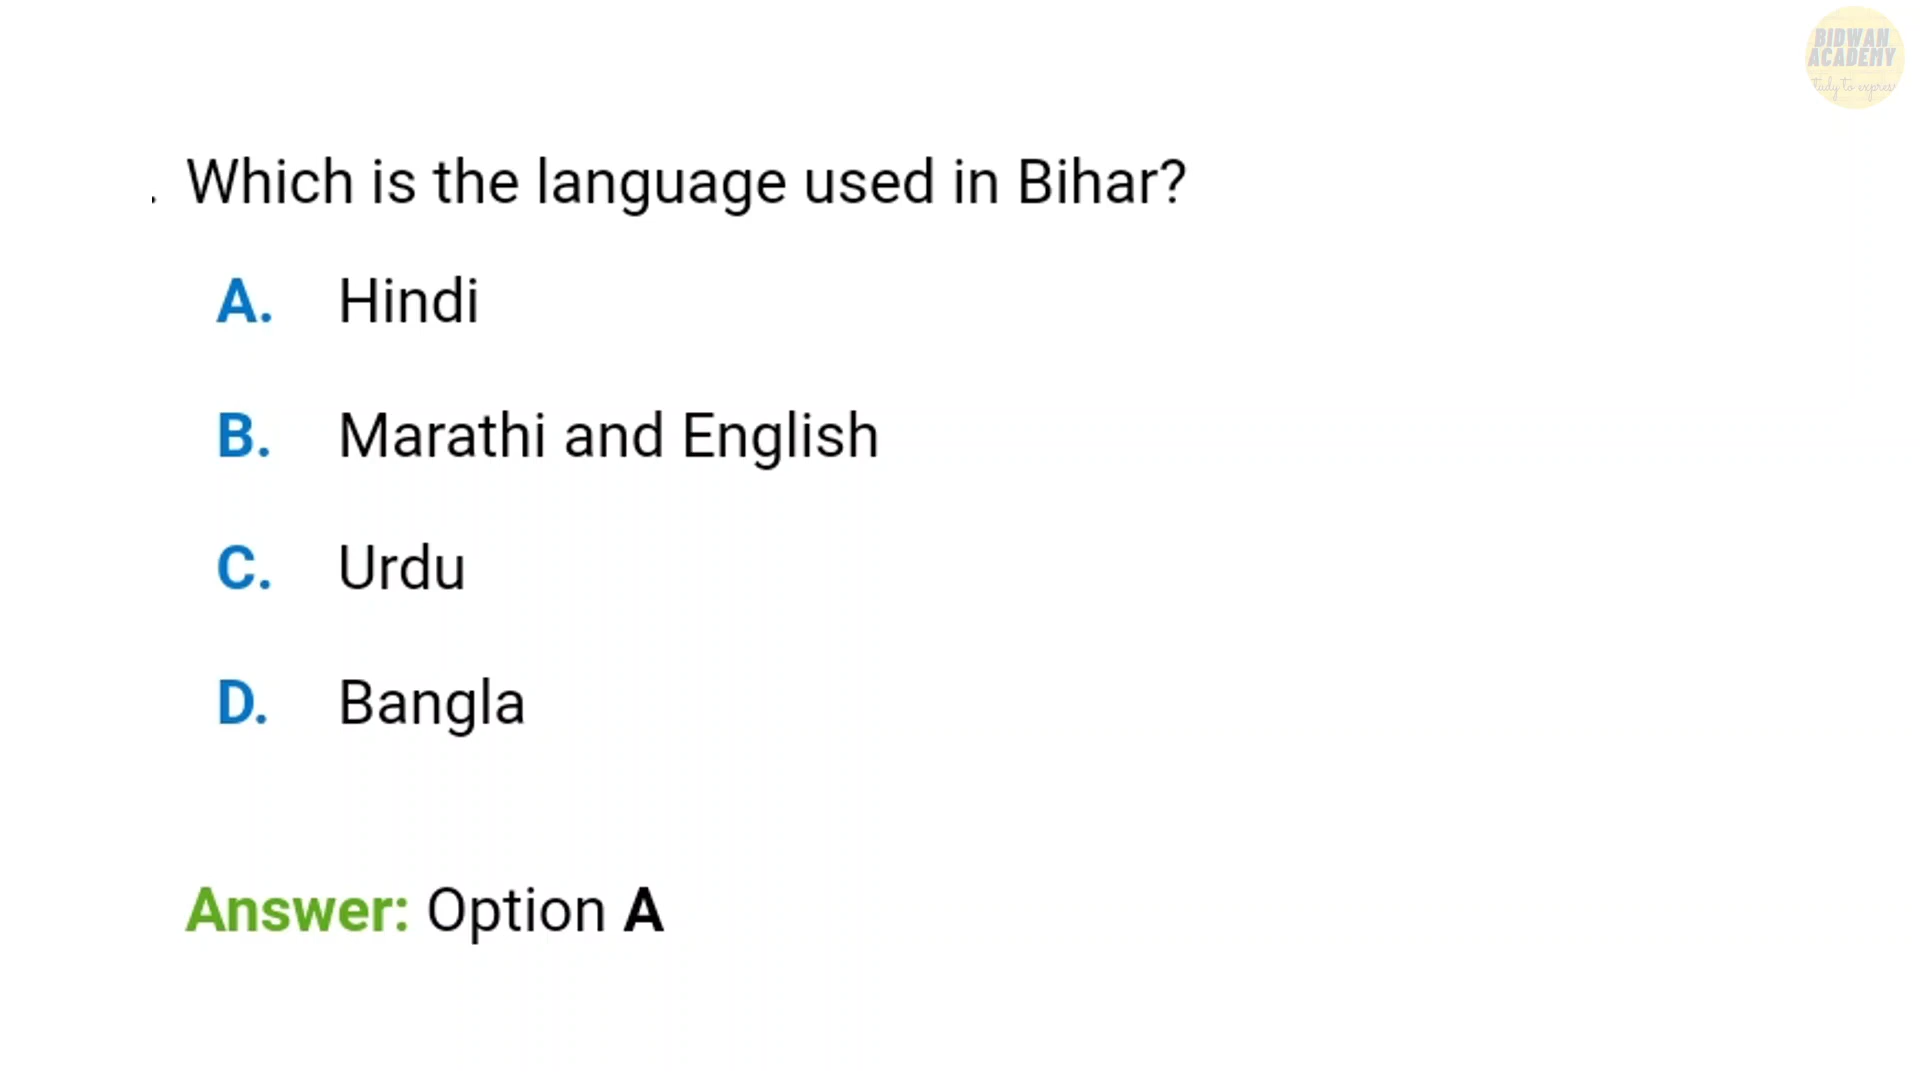 BIDWAN
ACADEMY
. Which is the language used in Bihar?
A. Hindi
B. Marathi and English
C. Urdu
D. Bangla
Answer: Option A